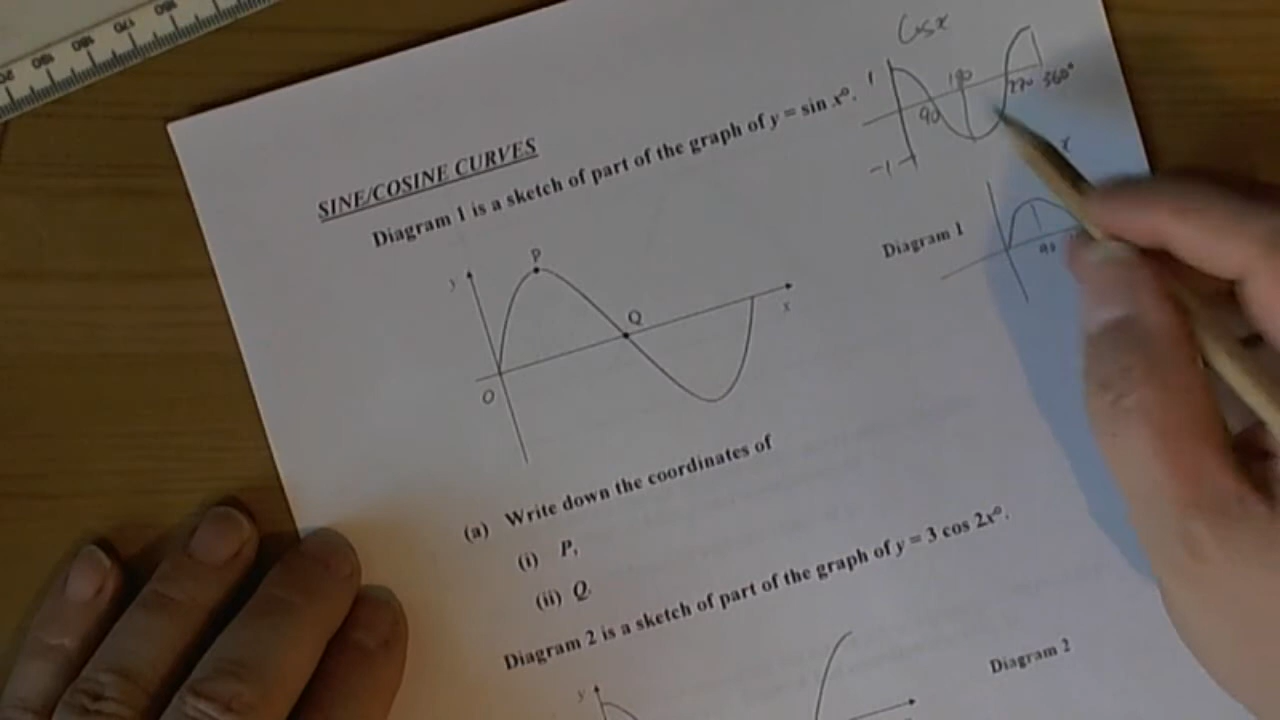 Cos x
1
180
90
270 360°
-1
SINE/COSINE CURVES
Diagram 1 is a sketch of part of the graph of y = sin x°.
x
Diagram 1
90
P
y
Q
x
O
(a) Write down the coordinates of
(i) P,
(ii) Q.
Diagram 2 is a sketch of part of the graph of y = 3 cos 2x°.
Diagram 2
y